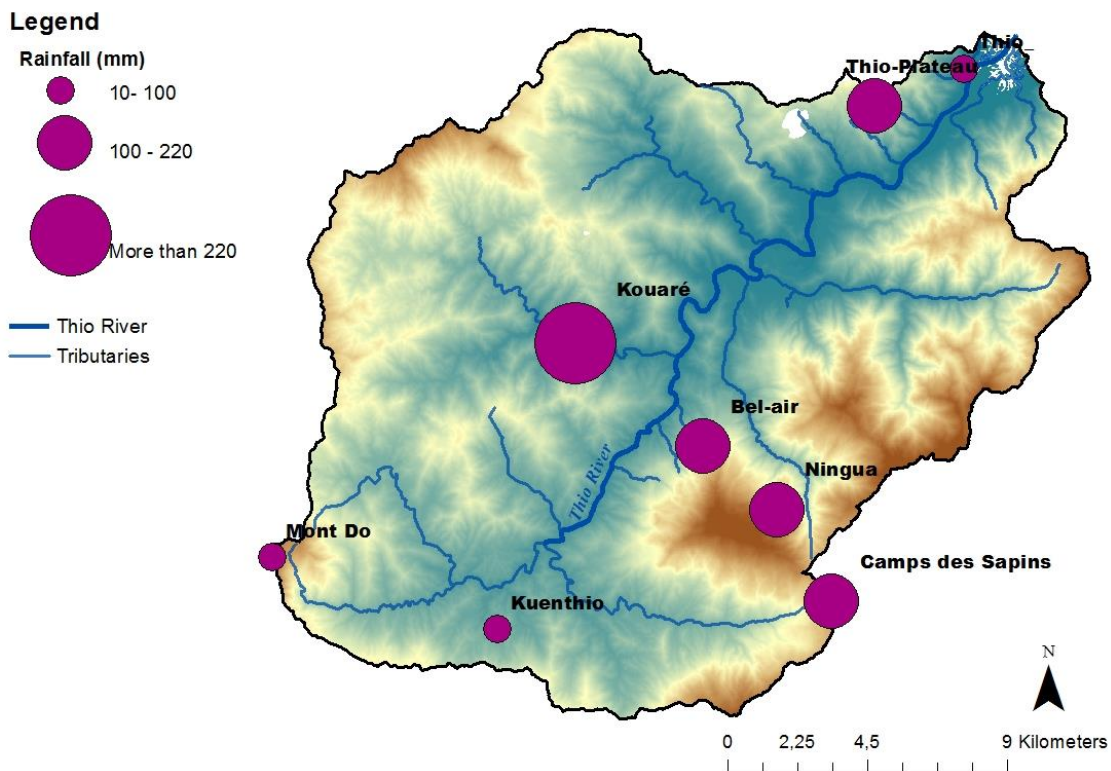 Legend
Rainfall (mm)
10- 100
100 - 220
More than 220
Thio River
Tributaries
Thio_
Thio-Plateau
Kouaré
Bel-air
Ningua
Thio River
Mont Do
Camps des Sapins
Kuenthio
N
0 2,25 4,5 9 Kilometers